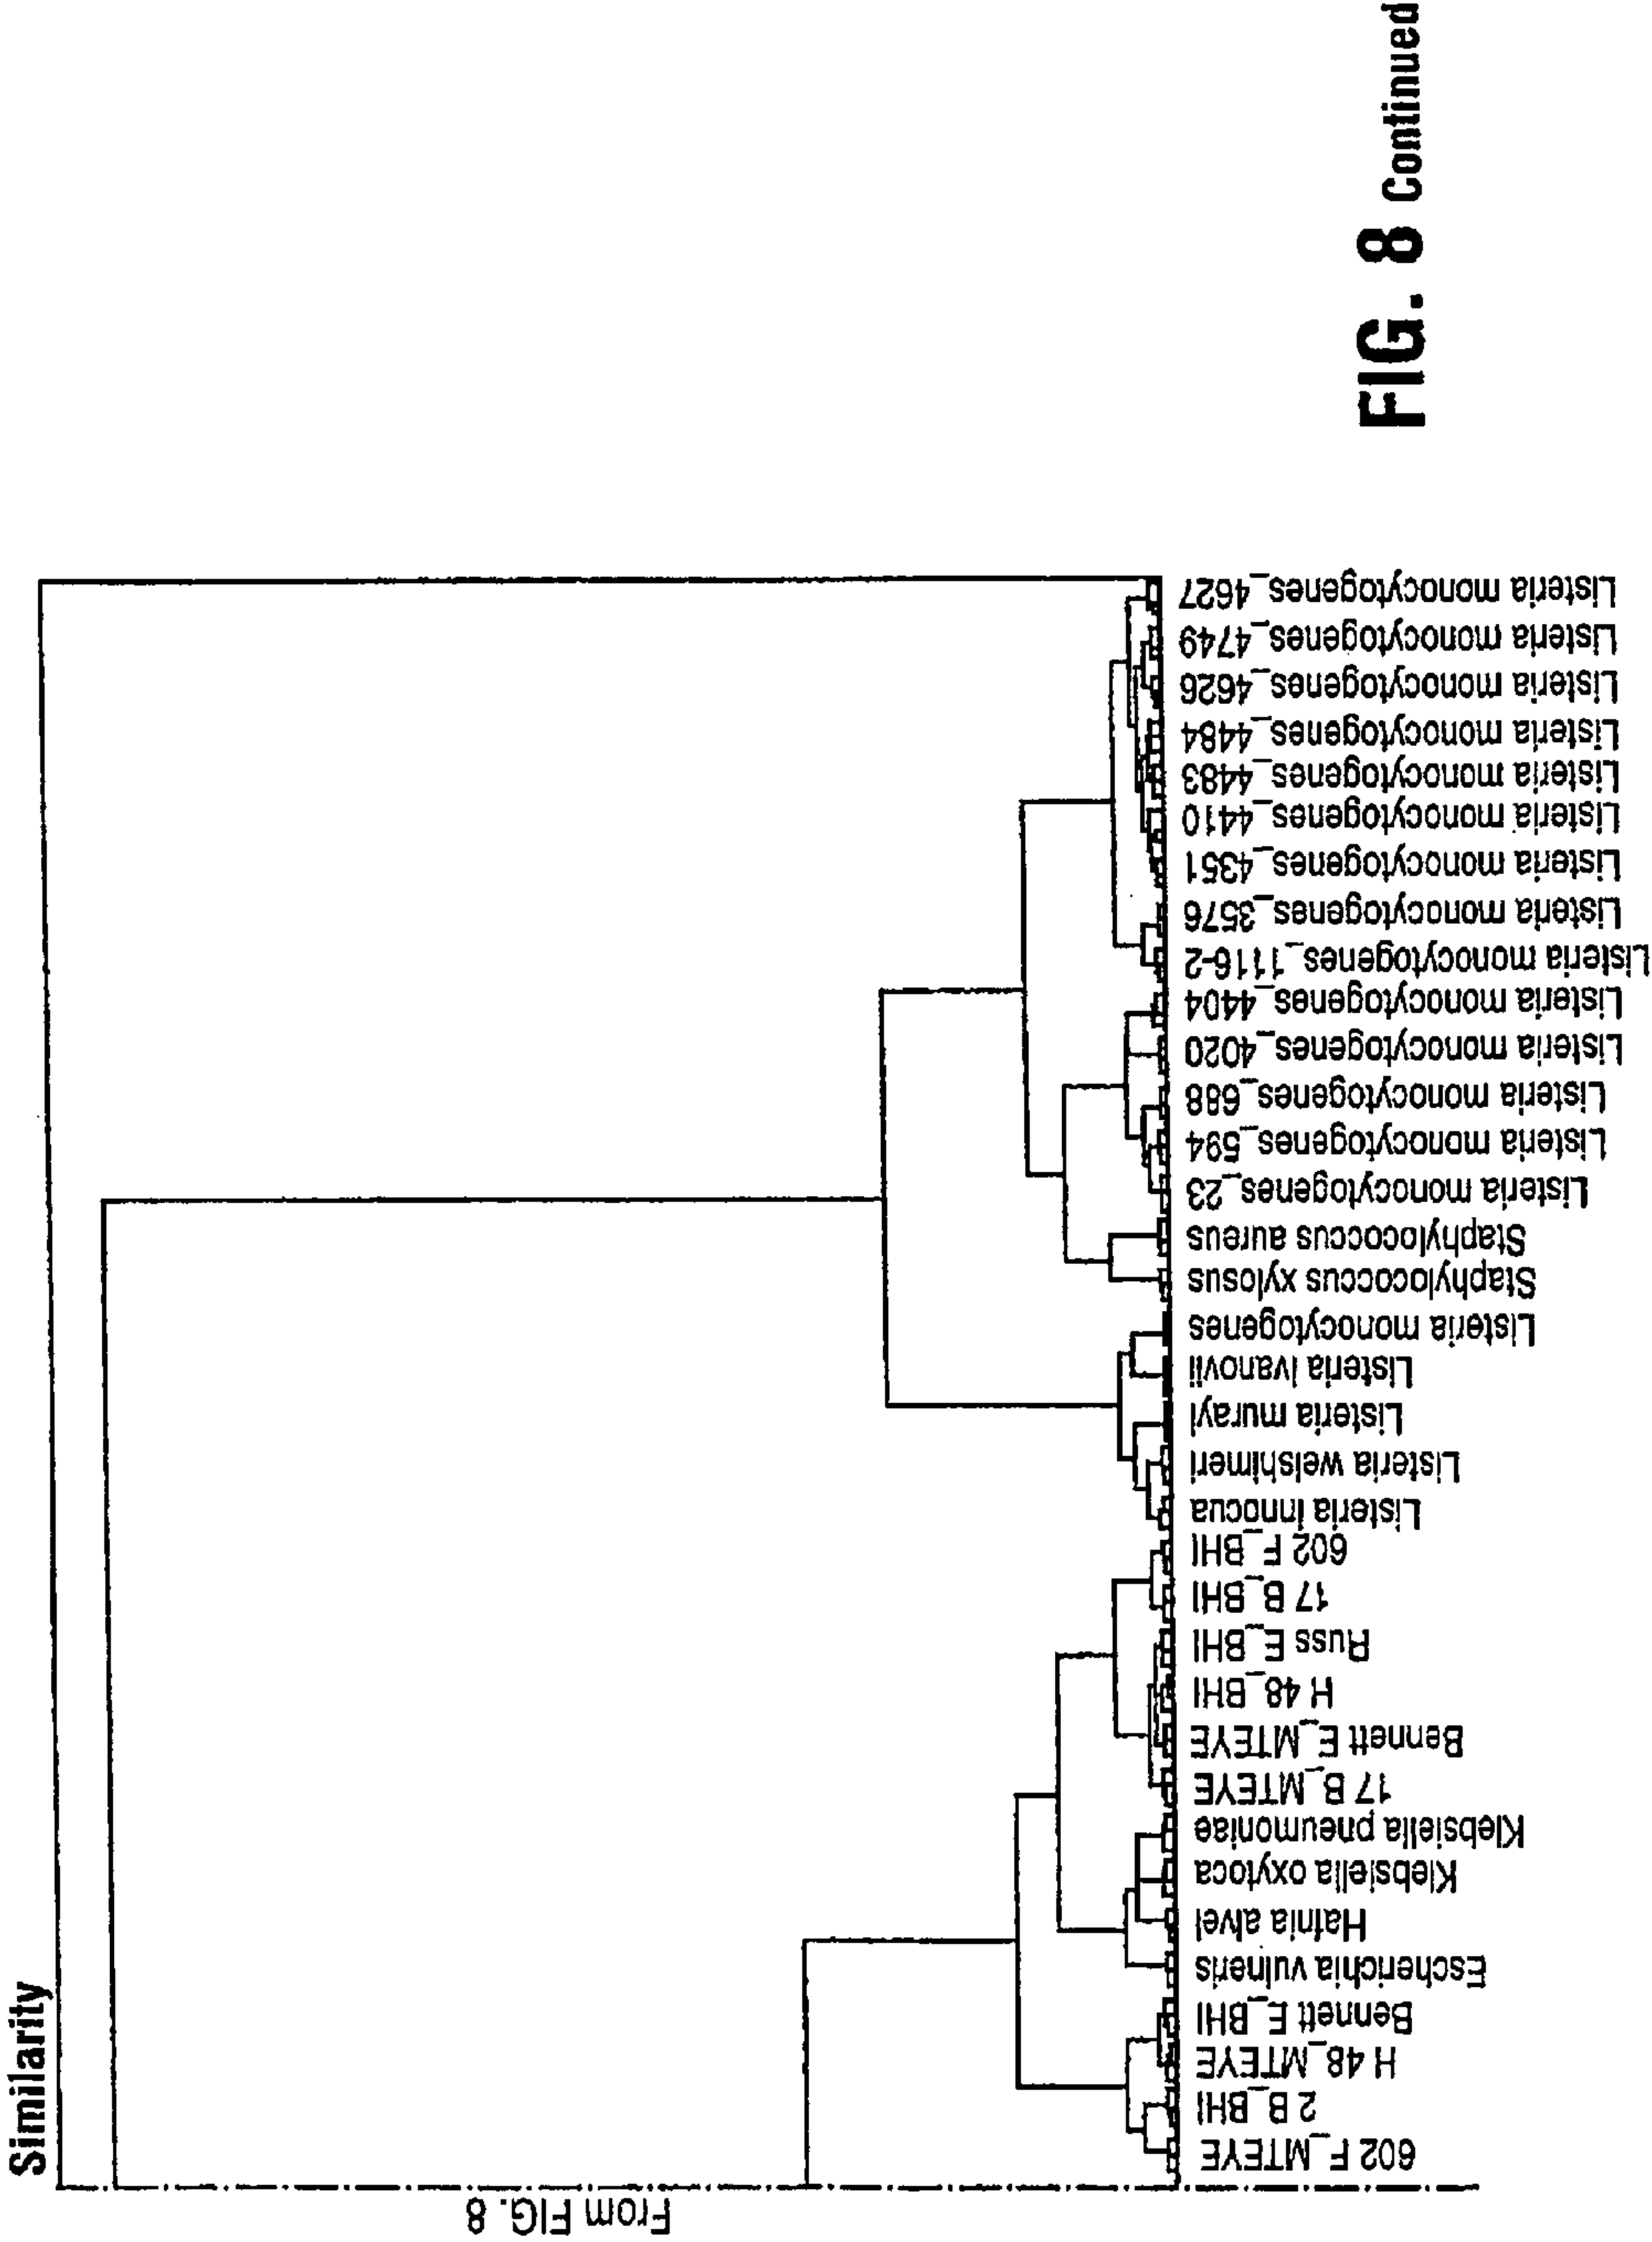 Similarity
From FIG. 8
602 F_MTEYE
2 B_BHI
H 48_MTEYE
Bennett E_BHI
Escherichia vulneris
Hafnia alvei
Klebsiella oxytoca
Klebsiella pneumoniae
17 B_MTEYE
Bennett E_MTEYE
H 48_BHI
Russ E_BHI
17 B_BHI
602 F_BHI
Listeria innocua
Listeria welshimeri
Listeria murayi
Listeria ivanovii
Listeria monocytogenes
Staphylococcus xylosus
Staphylococcus aureus
Listeria monocytogenes_23
Listeria monocytogenes_594
Listeria monocytogenes_688
Listeria monocytogenes_4020
Listeria monocytogenes_4404
Listeria monocytogenes_1116-2
Listeria monocytogenes_3576
Listeria monocytogenes_4351
Listeria monocytogenes_4410
Listeria monocytogenes_4483
Listeria monocytogenes_4484
Listeria monocytogenes_4626
Listeria monocytogenes_4749
Listeria monocytogenes_4627
FIG. 8 Continued